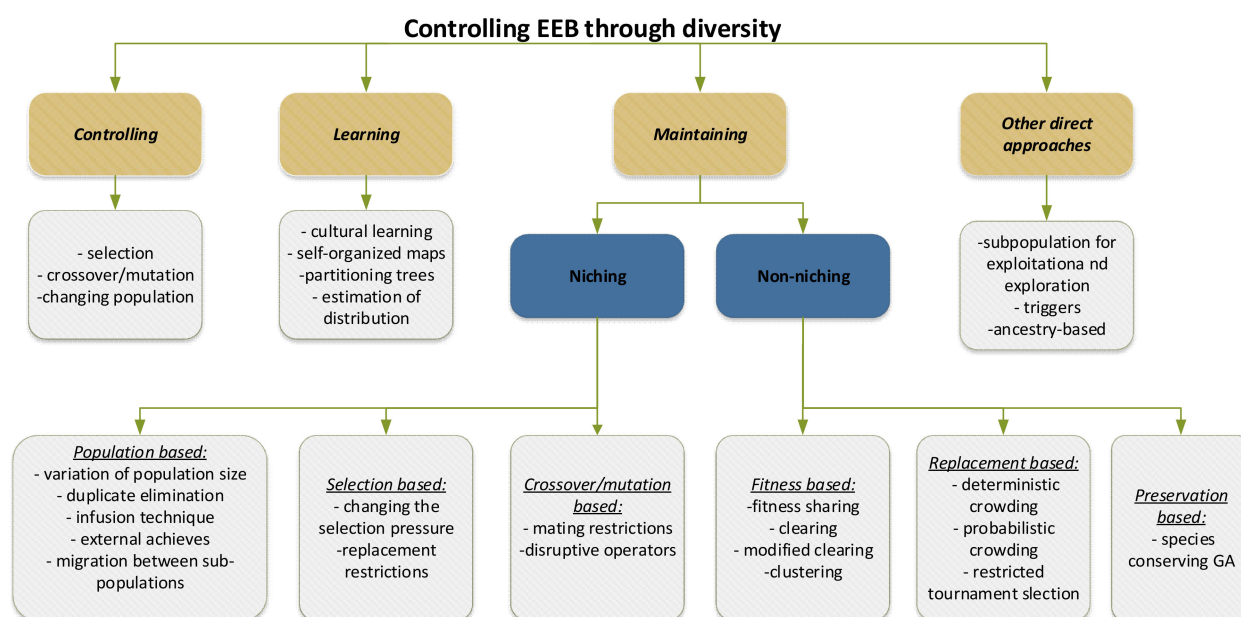 Controlling EEB through diversity
Controlling
Learning
Maintaining
Other direct
approaches
- selection
- crossover/mutation
-changing population
- cultural learning
- self-organized maps
-partitioning trees
- estimation of
distribution
Niching
Non-niching
-subpopulation for
exploitationa nd
exploration
- triggers
-ancestry-based
Population based:
- variation of population size
- duplicate elimination
- infusion technique
- external achieves
- migration between sub-
populations
Selection based:
- changing the
selection pressure
-replacement
restrictions
Crossover/mutation
based:
- mating restrictions
-disruptive operators
Fitness based:
-fitness sharing
- clearing
- modified clearing
-clustering
Replacement based:
- deterministic
crowding
- probabilistic
crowding
- restricted
tournament slection
Preservation
based:
- species
conserving GA